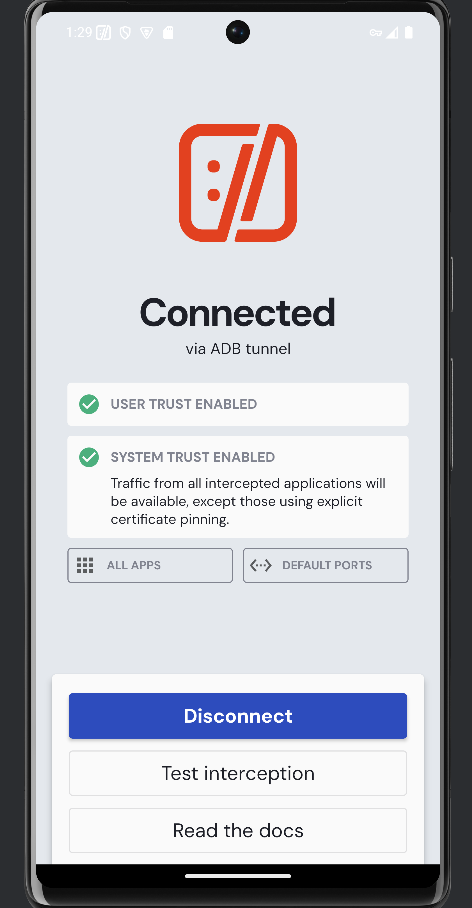 1:29
Connected
via ADB tunnel
USER TRUST ENABLED
SYSTEM TRUST ENABLED
Traffic from all intercepted applications will
be available, except those using explicit
certificate pinning.
ALL APPS
DEFAULT PORTS
Disconnect
Test interception
Read the docs